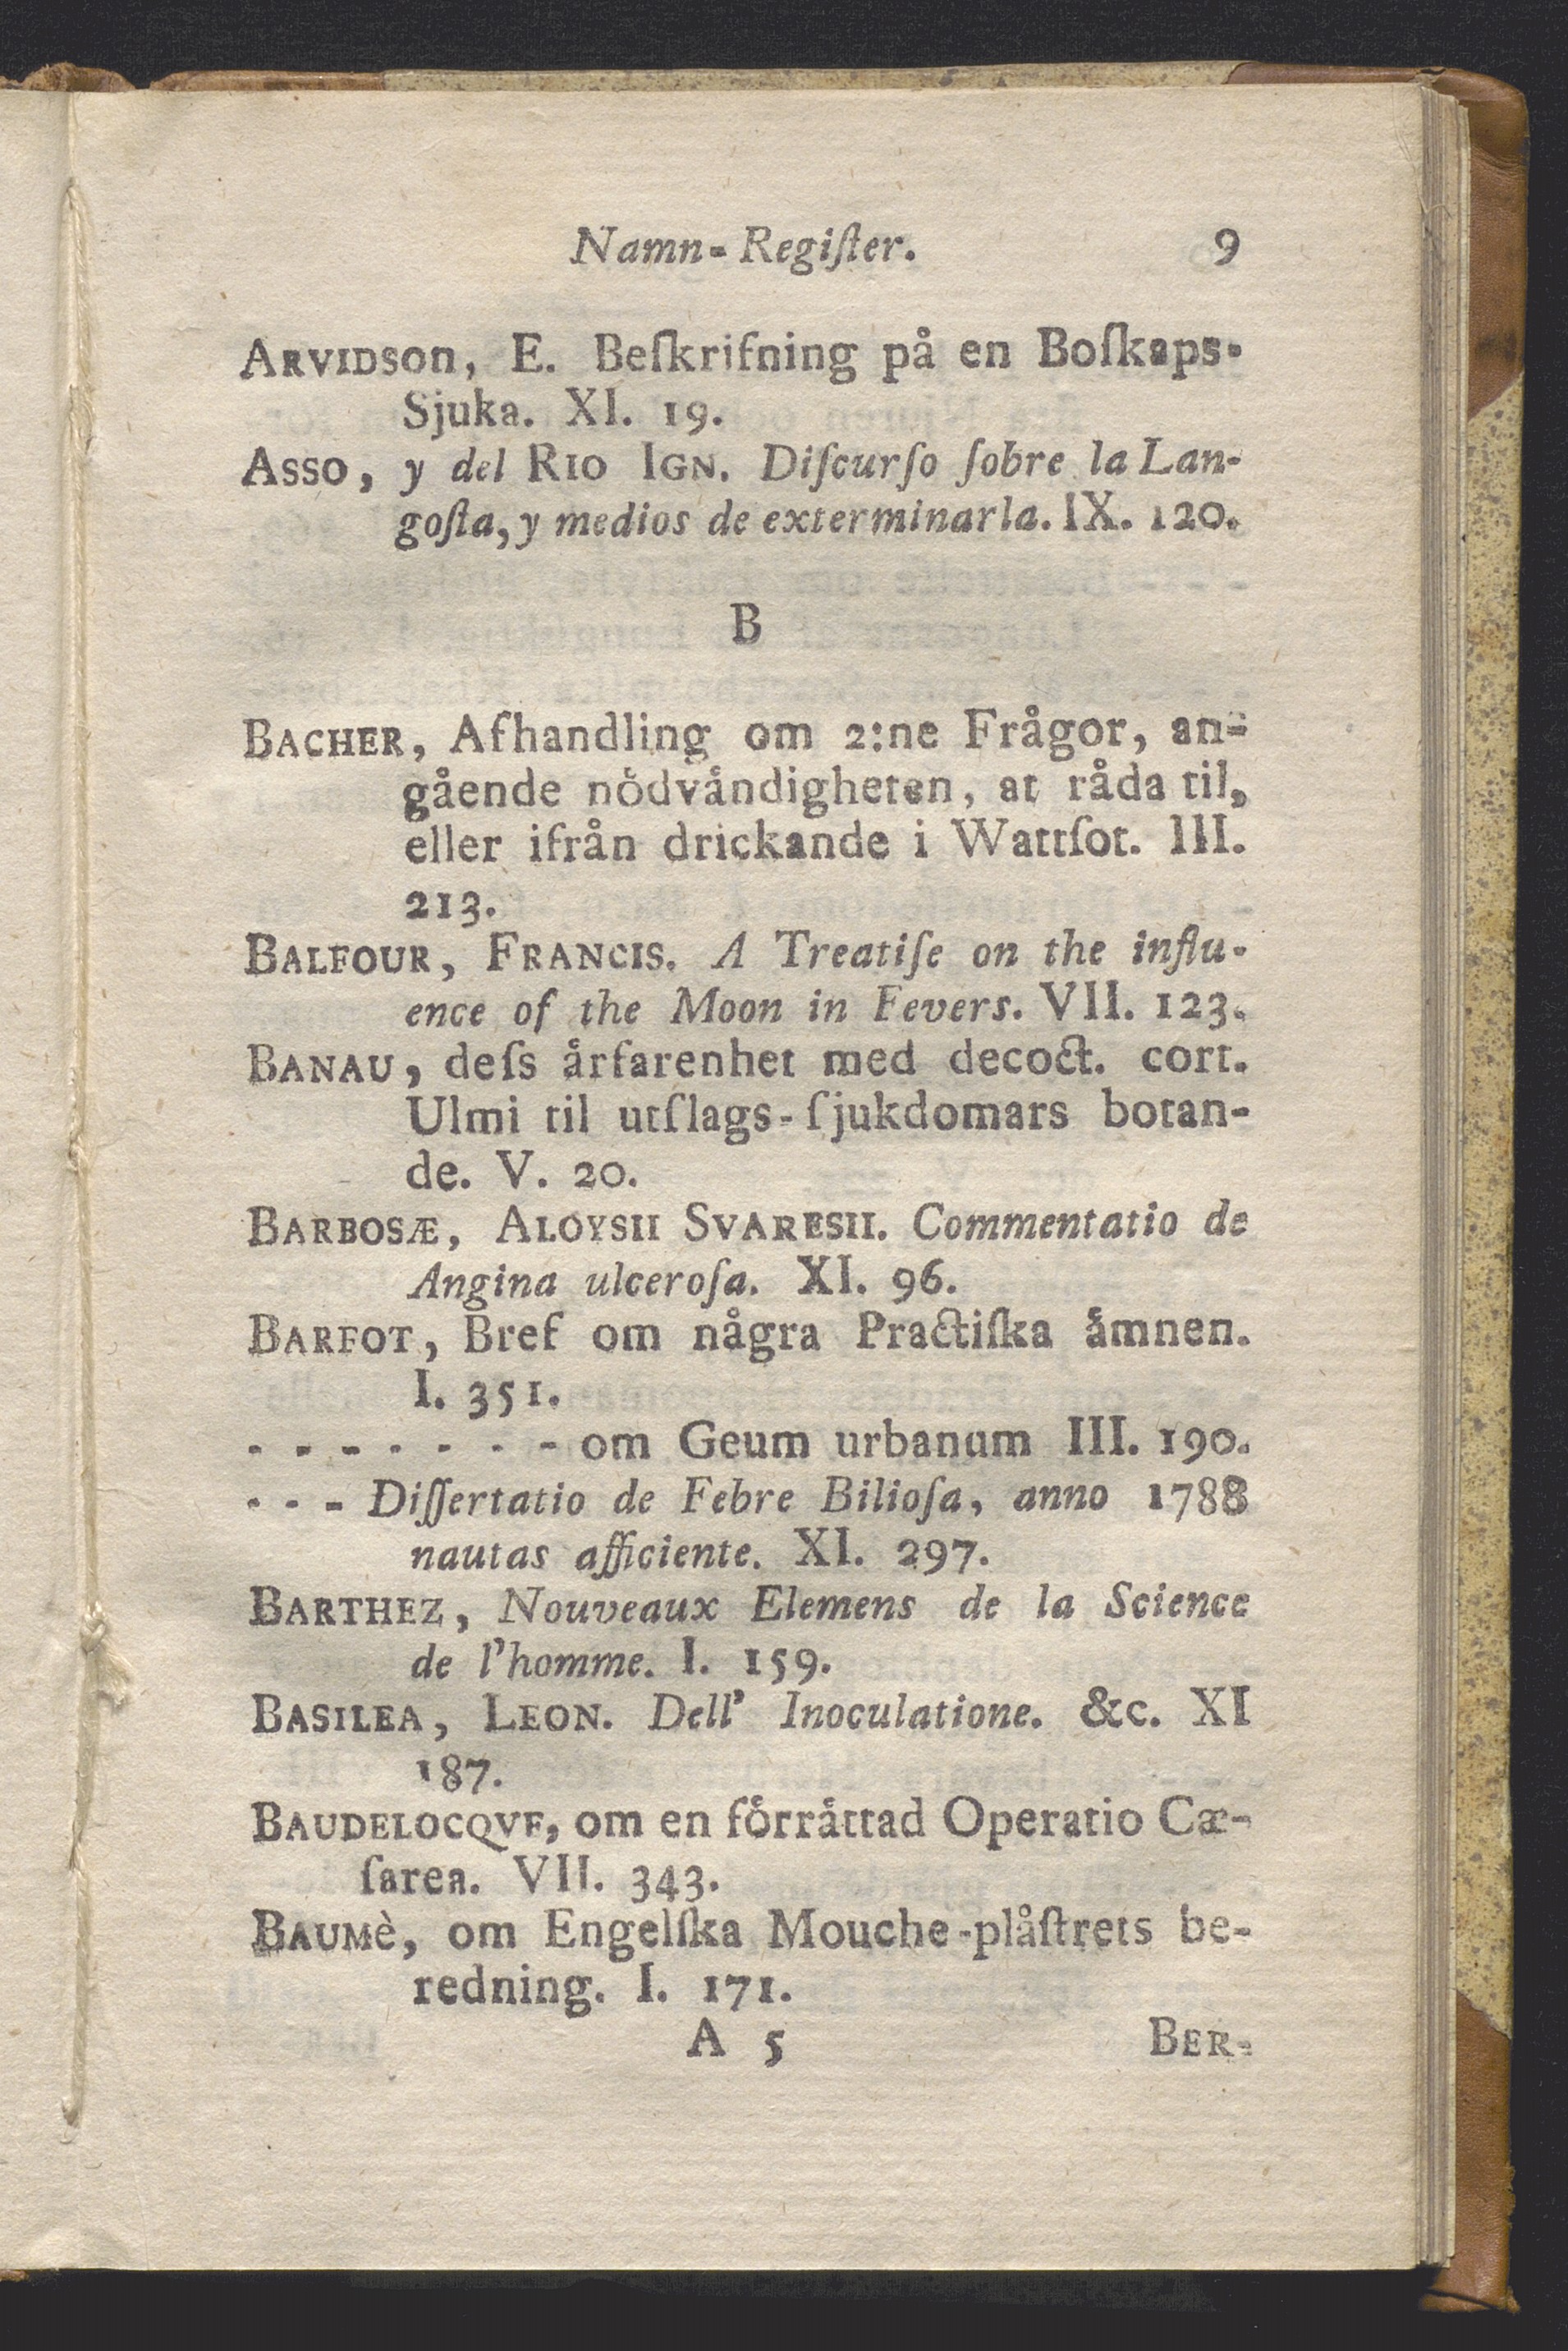 Namn-Regiſter. 9
ARVIDSON, E. Beſkrifning på en Boſkaps-
Sjuka. XI. 19.
ASSO, y del RIO IGN. Diſcurſo ſobre la Lan-
goſta, y medios de exterminarla. IX. 120.
B
BACHER, Afhandling om 2:ne Frågor, an-
gående nödvändigheten, at råda til,
eller ifrån drickande i Wattſot. III.
213.
BALFOUR, FRANCIS. A Treatiſe on the influ-
ence of the Moon in Fevers. VII. 123.
BANAU, deſs ärfarenhet med decoct. cort.
Ulmi til utſlags-ſjukdomars botan-
de. V. 20.
BARBOSÆ, ALOYSII SVARESII. Commentatio de
Angina ulceroſa. XI. 96.
BARFOT, Bref om några Practiſka ämnen.
I. 351.
- - - - - - - om Geum urbanum III. 190.
- - - Diſſertatio de Febre Bilioſa, anno 1788
nautas afficiente. XI. 297.
BARTHEZ, Nouveaux Elemens de la Science
de l'homme. I. 159.
BASILEA, LEON. Dell' Inoculatione. &c. XI
187.
BAUDELOCQVE, om en förrättad Operatio Cæ-
ſarea. VII. 343.
BAUMè, om Engelſka Mouche-plåſtrets be-
redning. I. 171.
A 5 BER-